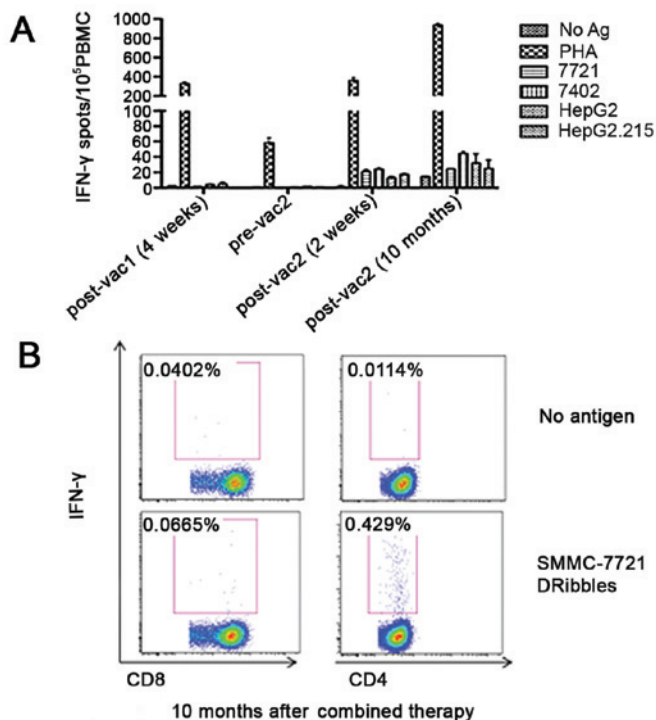 A
IFN-γ spots/10⁵PBMC
1000
800
600
400
200
100
80
60
40
20
0
post-vac1 (4 weeks)
pre-vac2
post-vac2 (2 weeks)
post-vac2 (10 months)
No Ag
PHA
7721
7402
HepG2
HepG2.215
B
IFN-γ
0.0402%
0.0114%
No antigen
0.0665%
0.429%
SMMC-7721
DRibbles
CD8
CD4
10 months after combined therapy